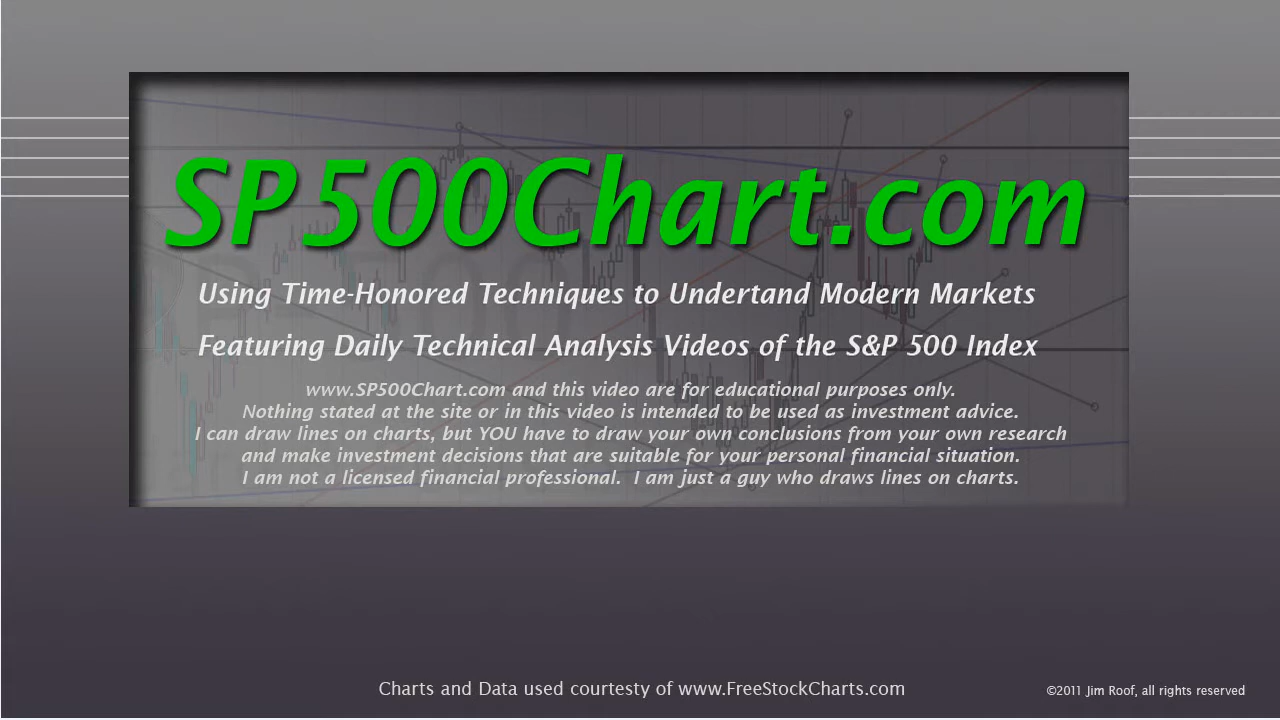 SP500Chart.com
Using Time-Honored Techniques to Undertand Modern Markets
Featuring Daily Technical Analysis Videos of the S&P 500 Index
www.SP500Chart.com and this video are for educational purposes only.
Nothing stated at the site or in this video is intended to be used as investment advice.
I can draw lines on charts, but YOU have to draw your own conclusions from your own research
and make investment decisions that are suitable for your personal financial situation.
I am not a licensed financial professional.  I am just a guy who draws lines on charts.
Charts and Data used courtesty of www.FreeStockCharts.com
©2011 Jim Roof, all rights reserved